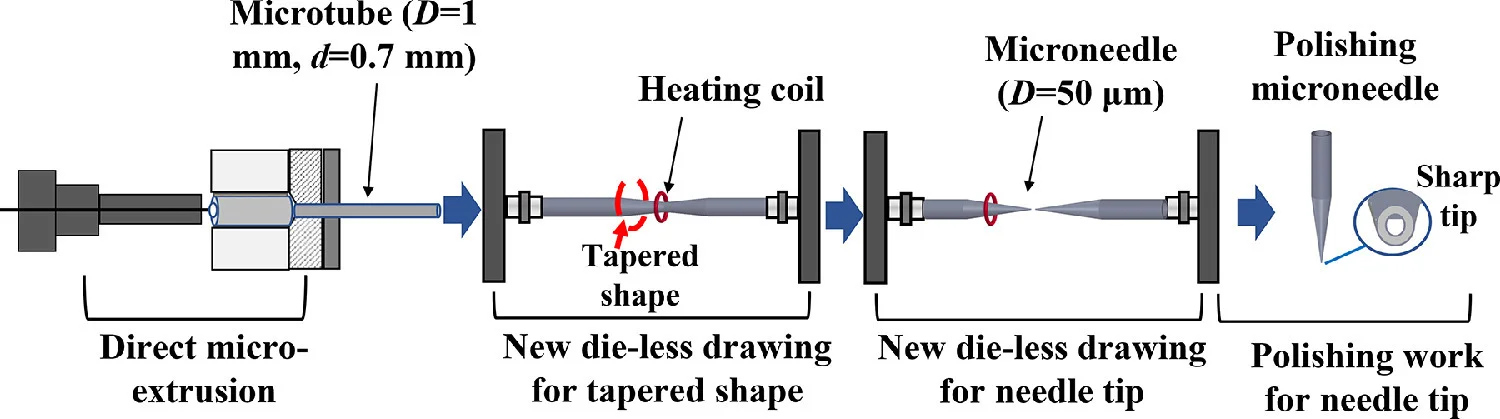 Microtube (D=1
mm, d=0.7 mm)
Heating coil
Tapered
shape
Microneedle
(D=50 μm)
Polishing
microneedle
Sharp
tip
Direct micro-
extrusion
New die-less drawing
for tapered shape
New die-less drawing
for needle tip
Polishing work
for needle tip